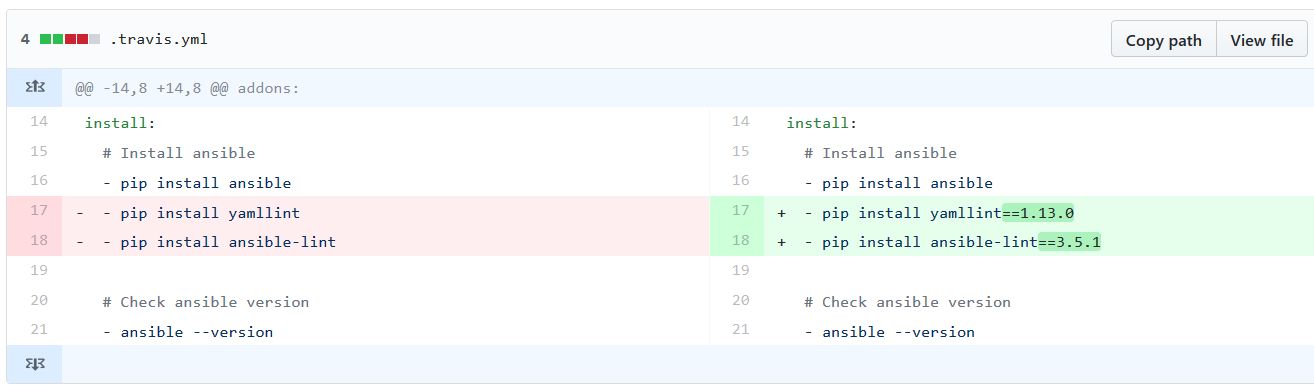 4 .travis.yml Copy path View file
@@ -14,8 +14,8 @@ addons:
14 install:
15 # Install ansible
16 - pip install ansible
17 - - pip install yamllint
18 - - pip install ansible-lint
19
20 # Check ansible version
21 - ansible --version
14 install:
15 # Install ansible
16 - pip install ansible
17 + - pip install yamllint==1.13.0
18 + - pip install ansible-lint==3.5.1
19
20 # Check ansible version
21 - ansible --version